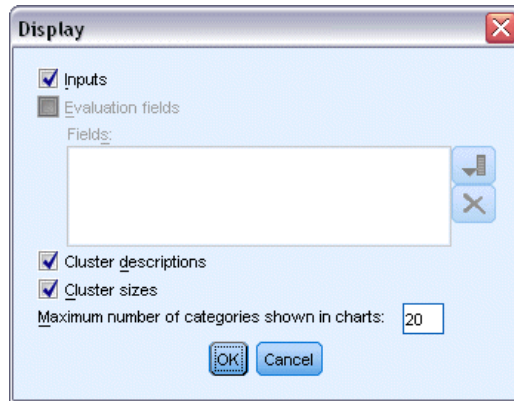 Display
Inputs
Evaluation fields
Fields:
Cluster descriptions
Cluster sizes
Maximum number of categories shown in charts: 20
OK Cancel